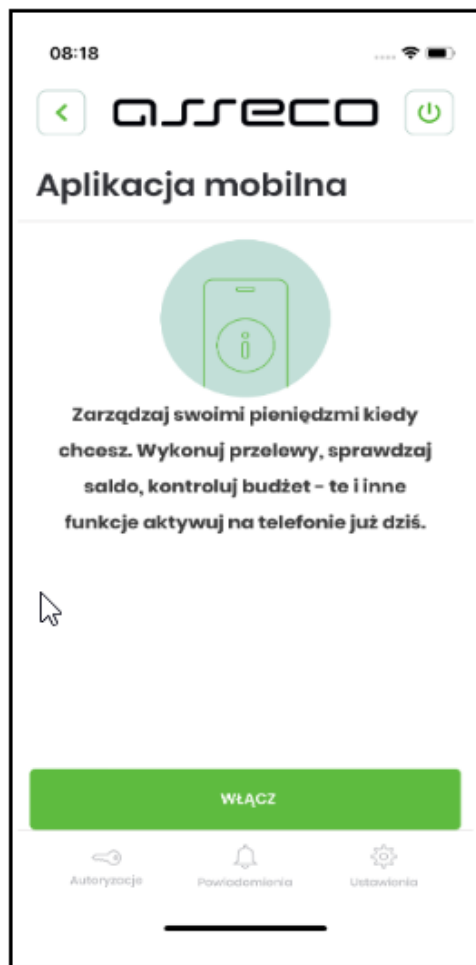 08:18
asseco
Aplikacja mobilna
Zarządzaj swoimi pieniędzmi kiedy
chcesz. Wykonuj przelewy, sprawdzaj
saldo, kontroluj budżet - te i inne
funkcje aktywuj na telefonie już dziś.
WŁĄCZ
Autoryzacje
Powiadomienia
Ustawienia